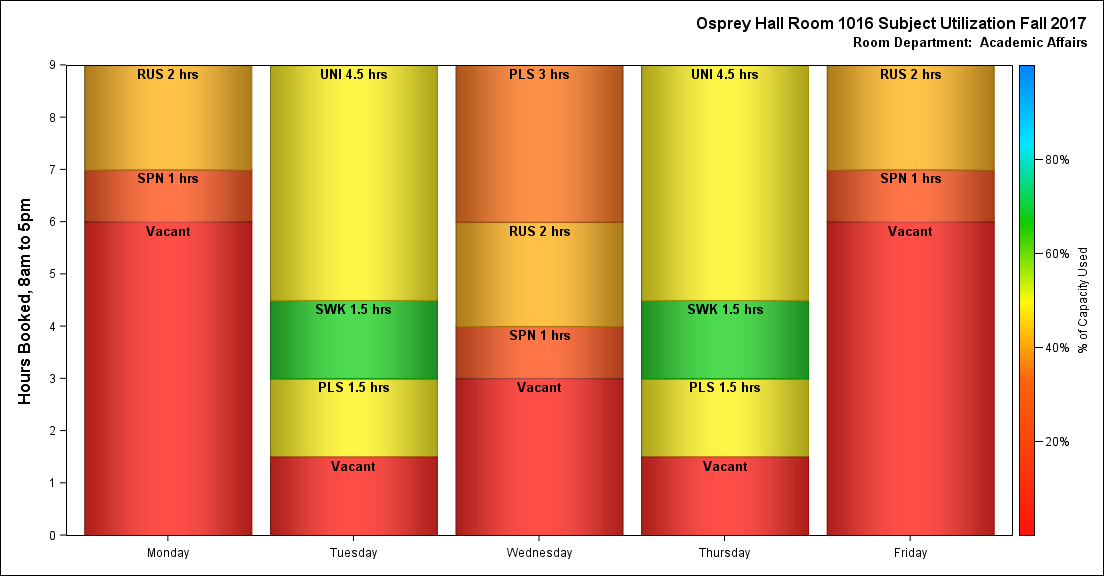 Osprey Hall Room 1016 Subject Utilization Fall 2017
Room Department: Academic Affairs
Hours Booked, 8am to 5pm
9
8
7
6
5
4
3
2
1
0
RUS 2 hrs
SPN 1 hrs
Vacant
Monday
UNI 4.5 hrs
SWK 1.5 hrs
PLS 1.5 hrs
Vacant
Tuesday
PLS 3 hrs
RUS 2 hrs
SPN 1 hrs
Vacant
Wednesday
UNI 4.5 hrs
SWK 1.5 hrs
PLS 1.5 hrs
Vacant
Thursday
RUS 2 hrs
SPN 1 hrs
Vacant
Friday
80%
60%
40%
20%
% of Capacity Used